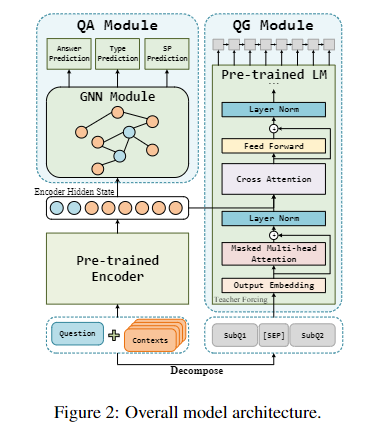 QA Module
QG Module
Answer
Prediction
Type
Prediction
SP
Prediction
GNN Module
Encoder Hidden State
Pre-trained
Encoder
Question
Contexts
Pre-trained LM
...
Layer Norm
Feed Forward
Cross Attention
Layer Norm
Masked Multi-head
Attention
Output Embedding
Teacher Forcing
SubQ1
[SEP]
SubQ2
Decompose
Figure 2: Overall model architecture.